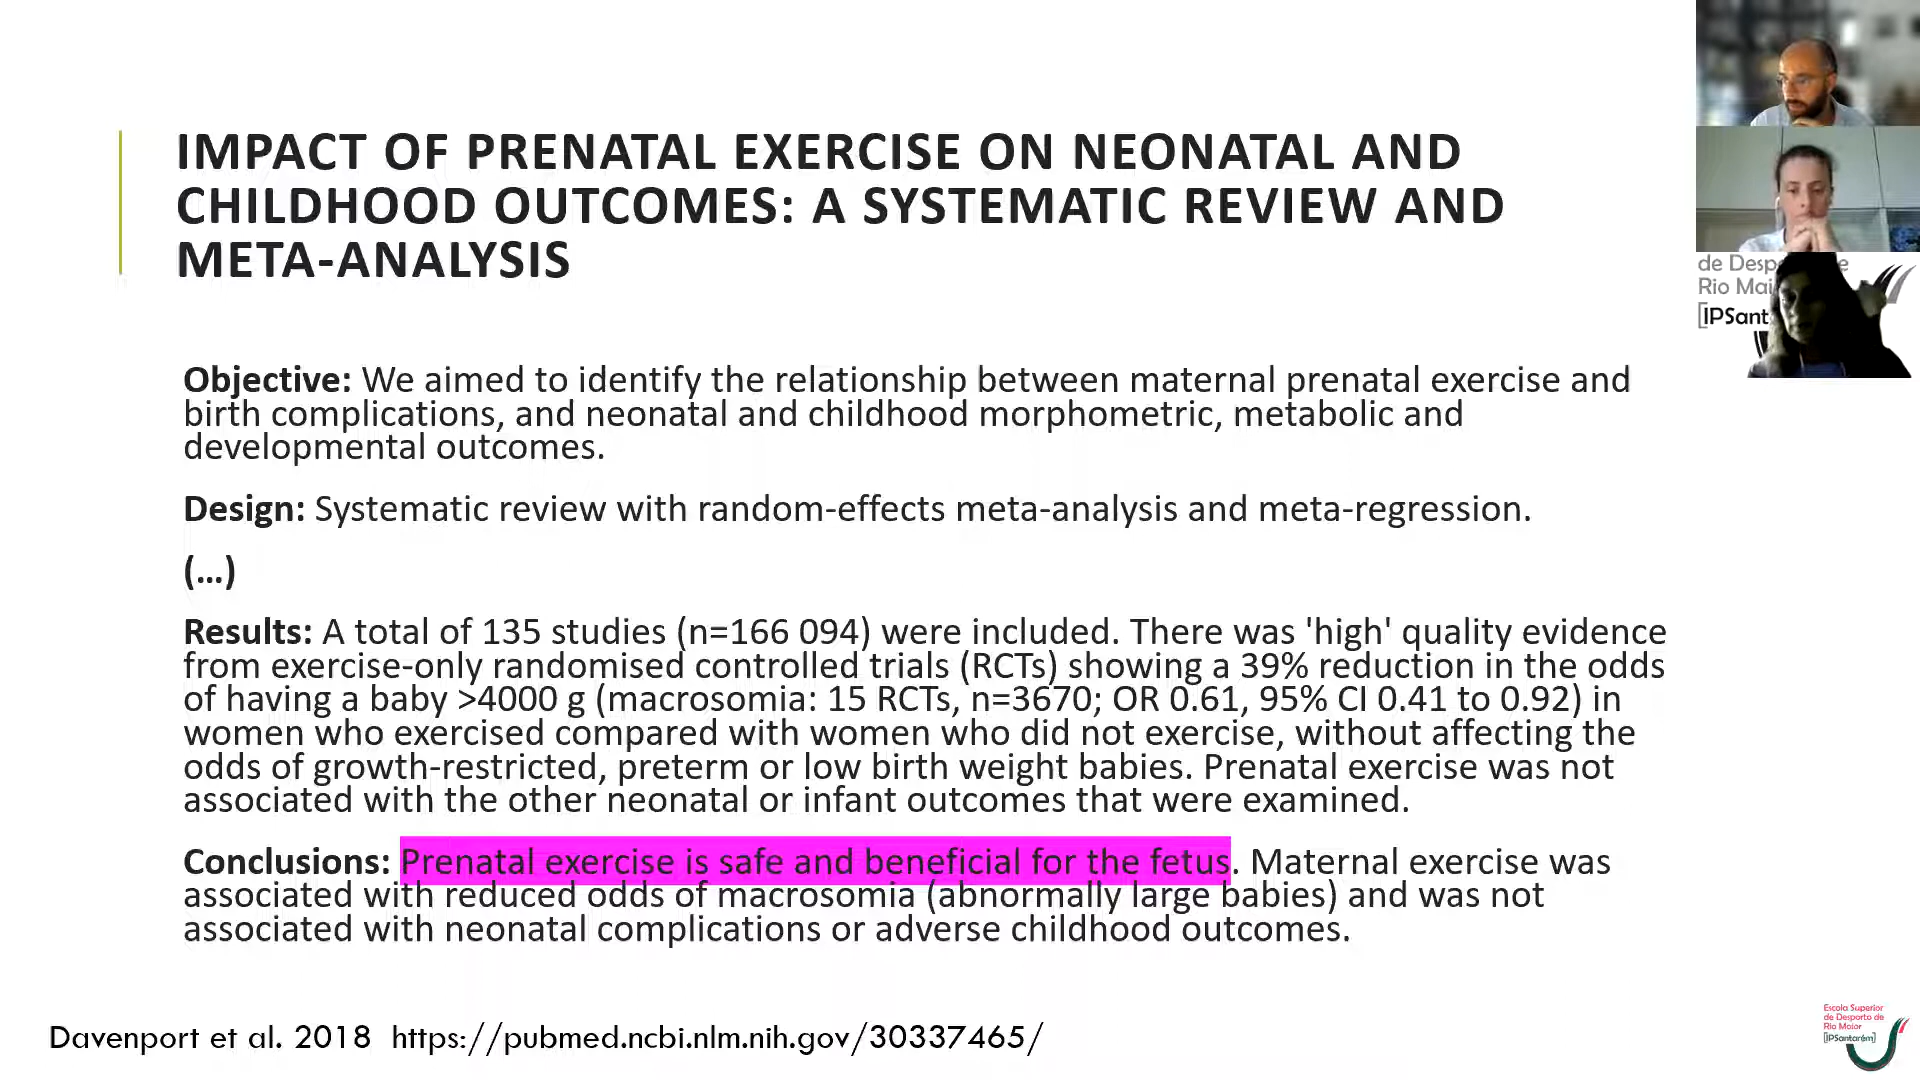 IMPACT OF PRENATAL EXERCISE ON NEONATAL AND
CHILDHOOD OUTCOMES: A SYSTEMATIC REVIEW AND
META-ANALYSIS
de Desp
Rio Mai
[IPSant
Objective: We aimed to identify the relationship between maternal prenatal exercise and
birth complications, and neonatal and childhood morphometric, metabolic and
developmental outcomes.
Design: Systematic review with random-effects meta-analysis and meta-regression.
(...)
Results: A total of 135 studies (n=166 094) were included. There was 'high' quality evidence
from exercise-only randomised controlled trials (RCTs) showing a 39% reduction in the odds
of having a baby >4000 g (macrosomia: 15 RCTs, n=3670; OR 0.61, 95% CI 0.41 to 0.92) in
women who exercised compared with women who did not exercise, without affecting the
odds of growth-restricted, preterm or low birth weight babies. Prenatal exercise was not
associated with the other neonatal or infant outcomes that were examined.
Conclusions: Prenatal exercise is safe and beneficial for the fetus. Maternal exercise was
associated with reduced odds of macrosomia (abnormally large babies) and was not
associated with neonatal complications or adverse childhood outcomes.
Davenport et al. 2018 https://pubmed.ncbi.nlm.nih.gov/30337465/
Escola Superior
de Desporto de
Rio Maior
[IPSantarém]